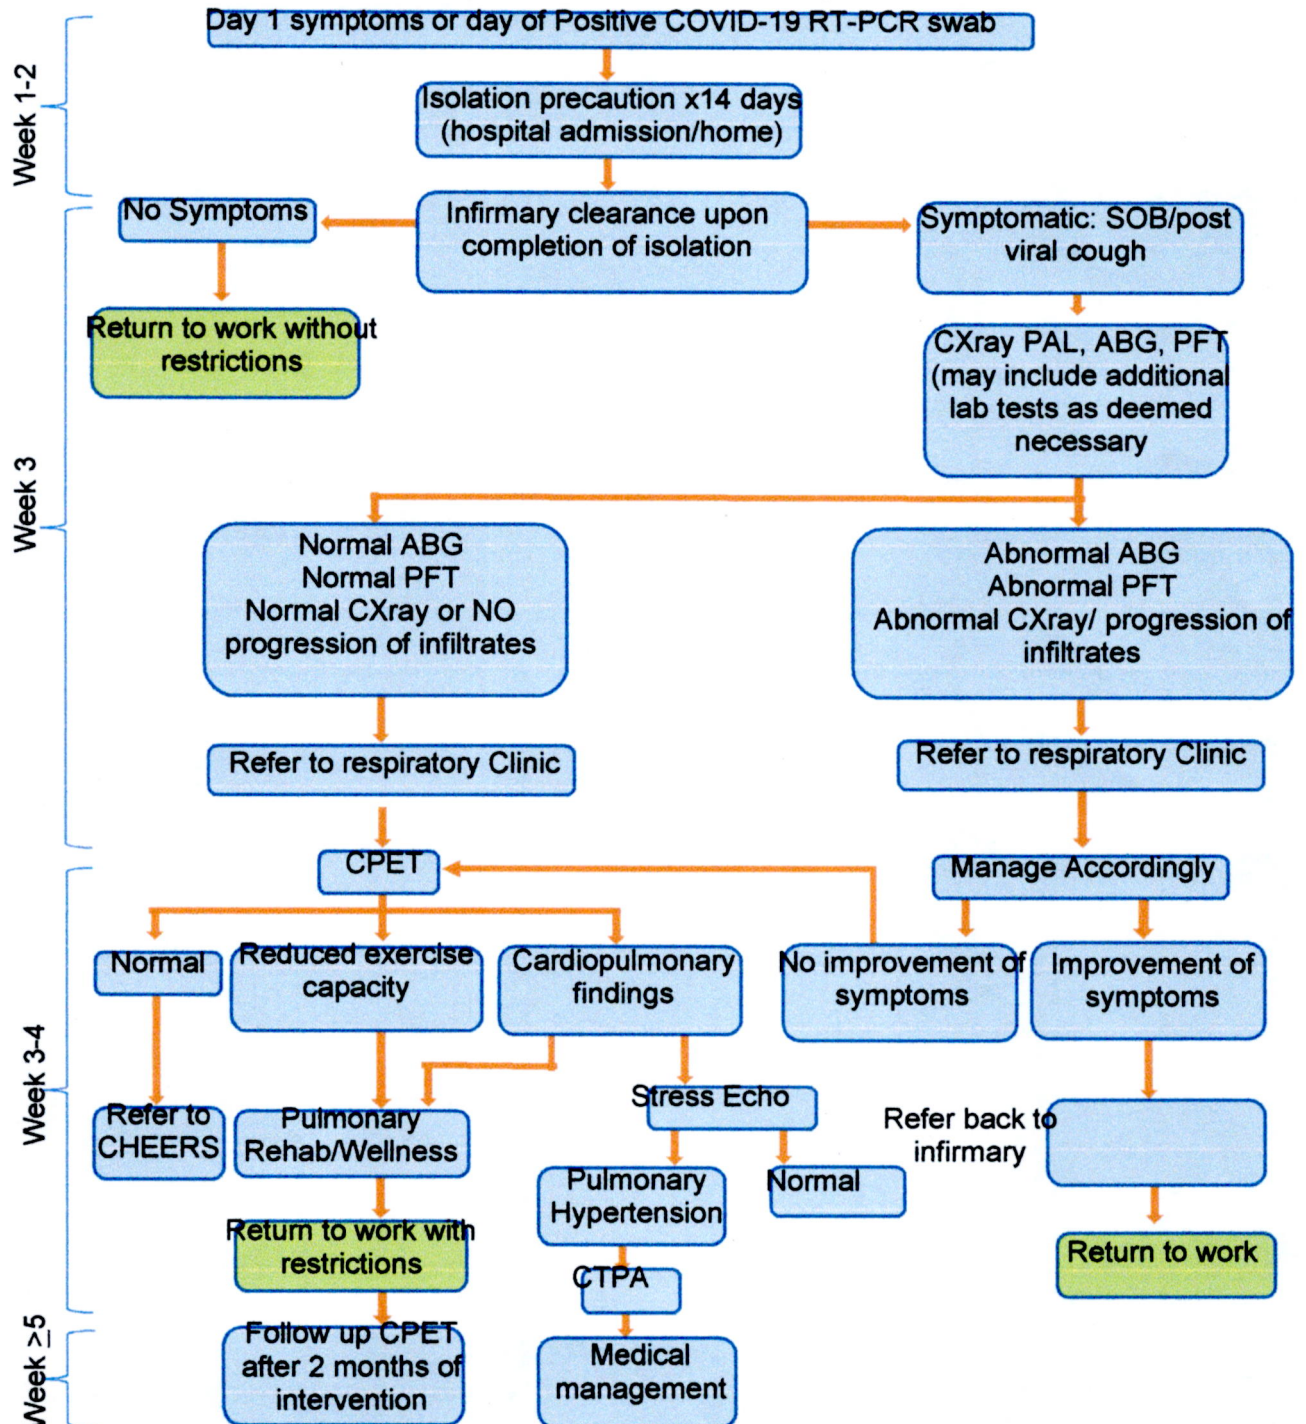 Day 1 symptoms or day of Positive COVID-19 RT-PCR swab
Week 1-2
Isolation precaution x14 days
(hospital admission/home)
No Symptoms
Infirmary clearance upon
completion of isolation
Symptomatic: SOB/post
viral cough
Return to work without
restrictions
CXray PAL, ABG, PFT
(may include additional
lab tests as deemed
necessary
Week 3
Normal ABG
Normal PFT
Normal CXray or NO
progression of infiltrates
Abnormal ABG
Abnormal PFT
Abnormal CXray/ progression of
infiltrates
Refer to respiratory Clinic
Refer to respiratory Clinic
CPET
Manage Accordingly
Week 3-4
Normal
Reduced exercise
capacity
Cardiopulmonary
findings
No improvement of
symptoms
Improvement of
symptoms
Refer to
CHEERS
Pulmonary
Rehab/Wellness
Stress Echo
Refer back to
infirmary
Pulmonary
Hypertension
Normal
Return to work with
restrictions
CTPA
Return to work
Week ≥5
Follow up CPET
after 2 months of
intervention
Medical
management